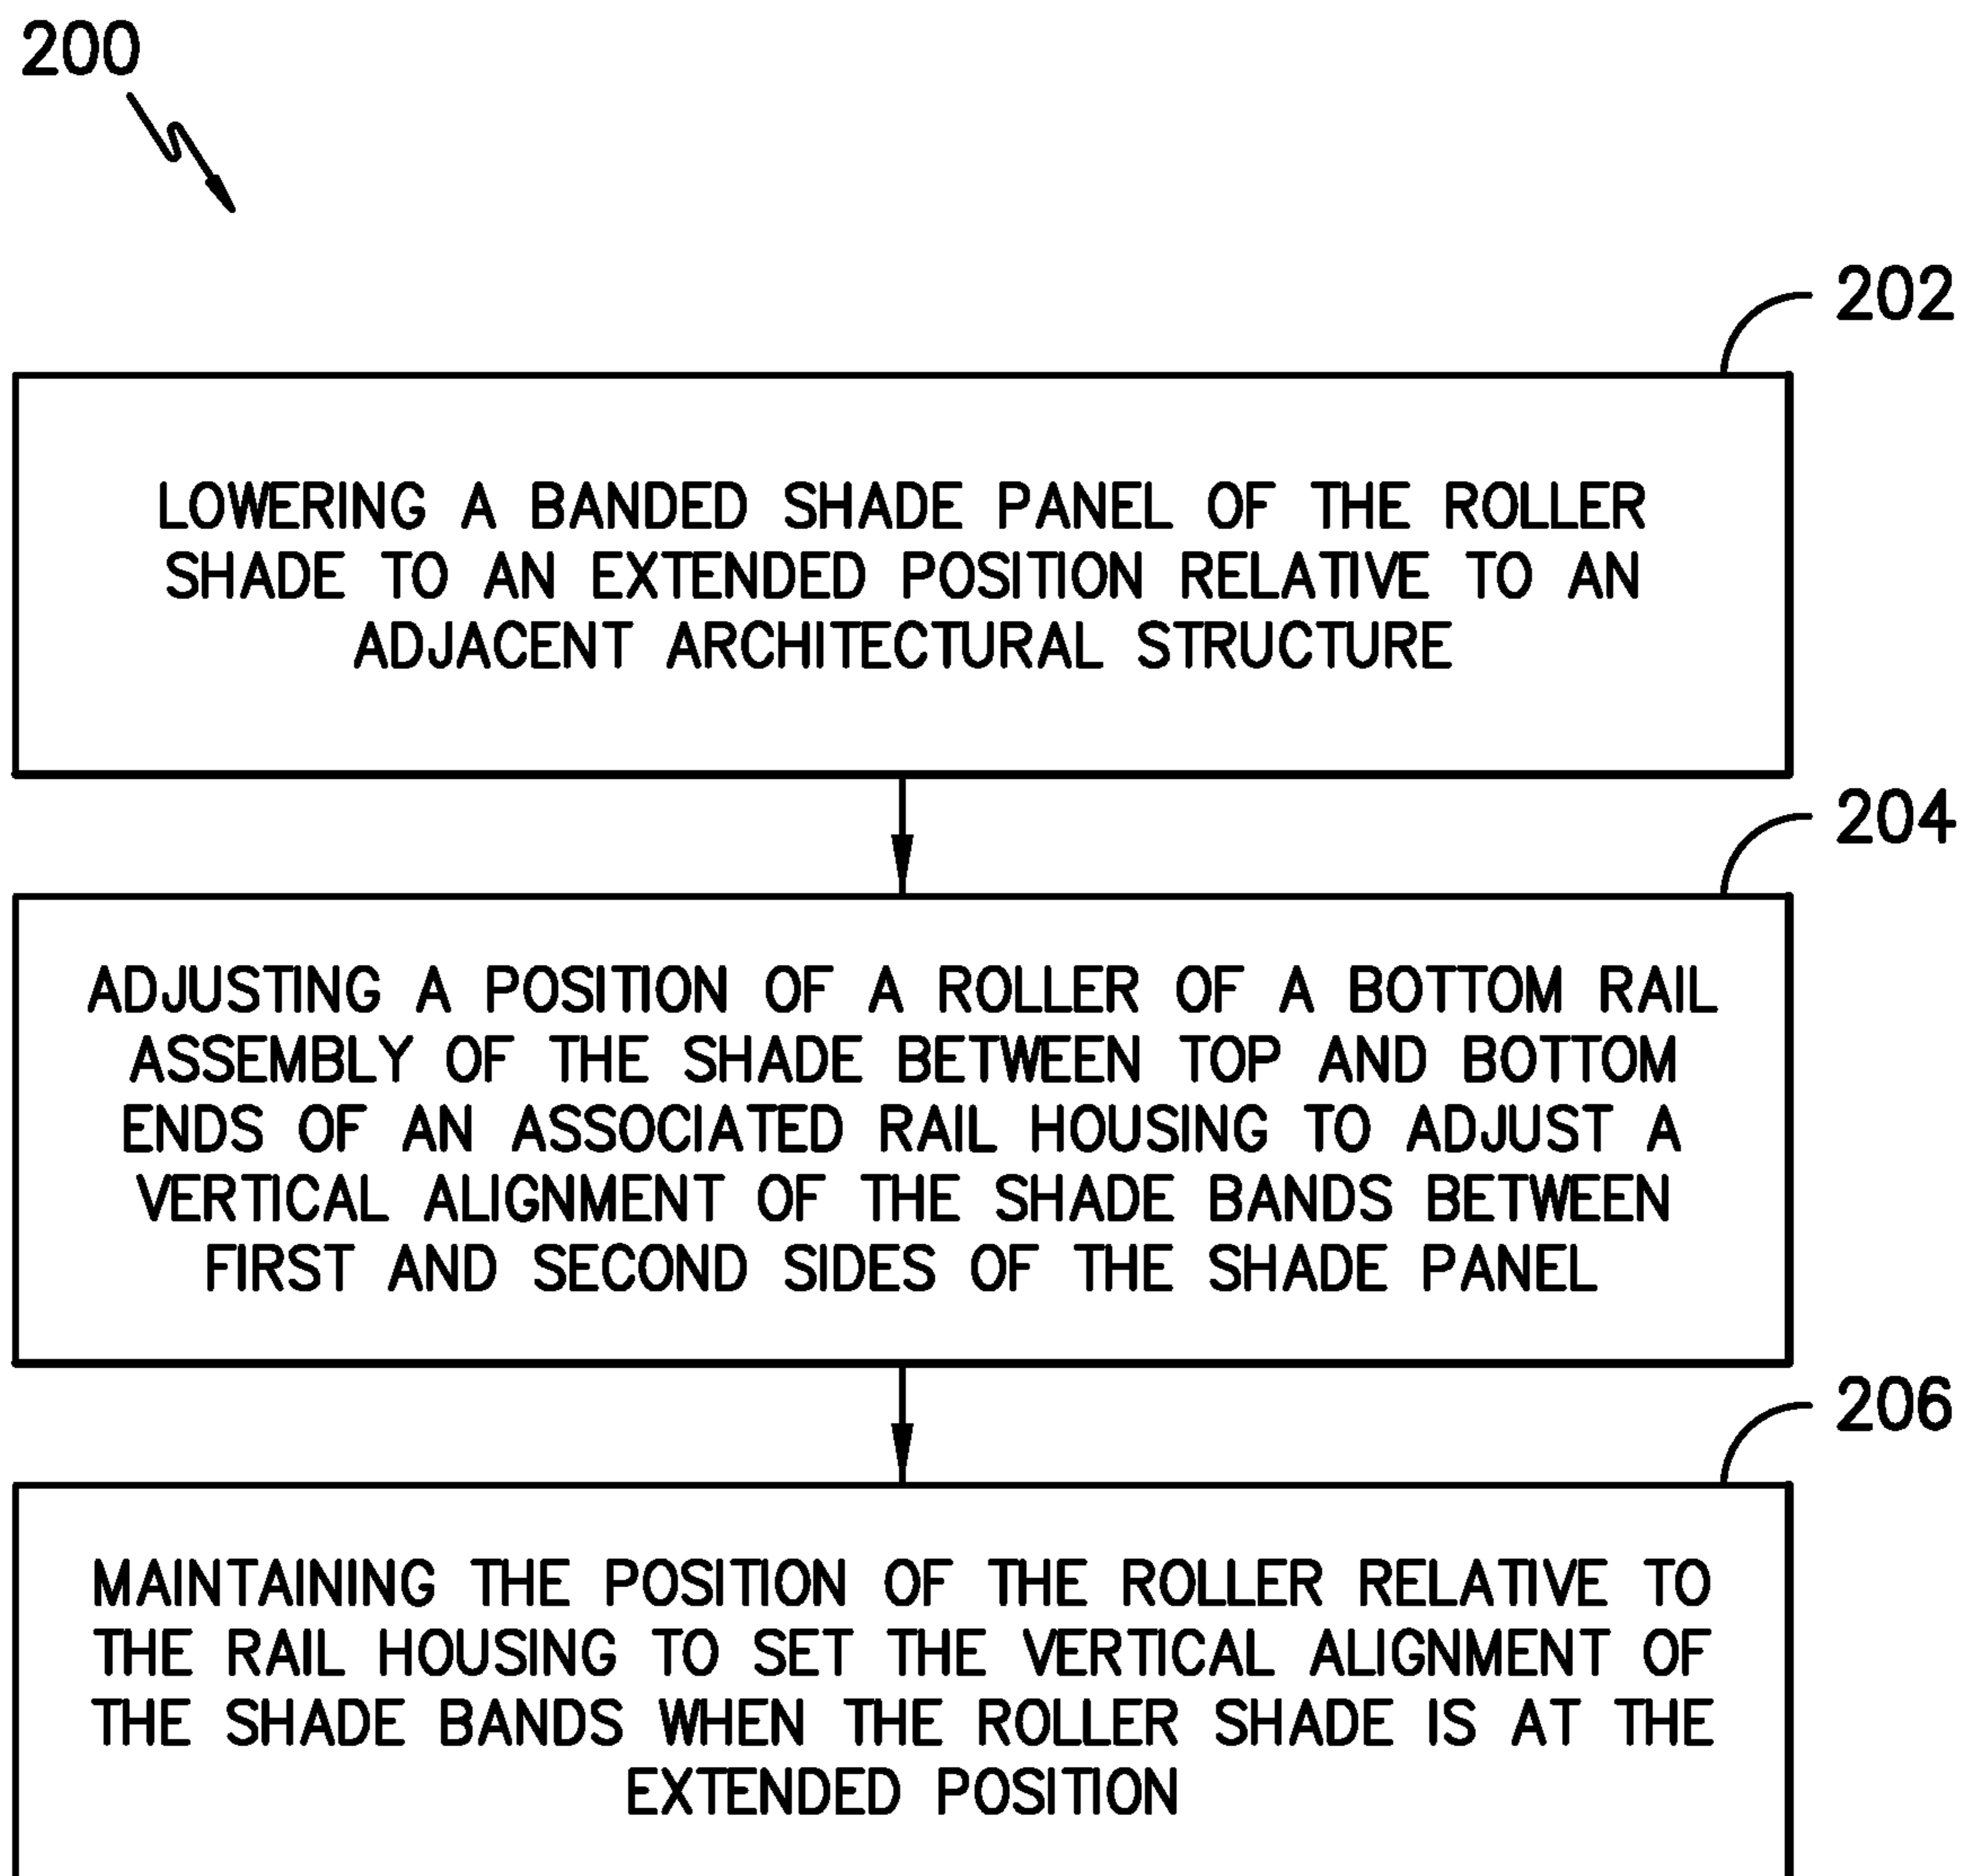 200
202
LOWERING A BANDED SHADE PANEL OF THE ROLLER
SHADE TO AN EXTENDED POSITION RELATIVE TO AN
ADJACENT ARCHITECTURAL STRUCTURE
204
ADJUSTING A POSITION OF A ROLLER OF A BOTTOM RAIL
ASSEMBLY OF THE SHADE BETWEEN TOP AND BOTTOM
ENDS OF AN ASSOCIATED RAIL HOUSING TO ADJUST A
VERTICAL ALIGNMENT OF THE SHADE BANDS BETWEEN
FIRST AND SECOND SIDES OF THE SHADE PANEL
206
MAINTAINING THE POSITION OF THE ROLLER RELATIVE TO
THE RAIL HOUSING TO SET THE VERTICAL ALIGNMENT OF
THE SHADE BANDS WHEN THE ROLLER SHADE IS AT THE
EXTENDED POSITION